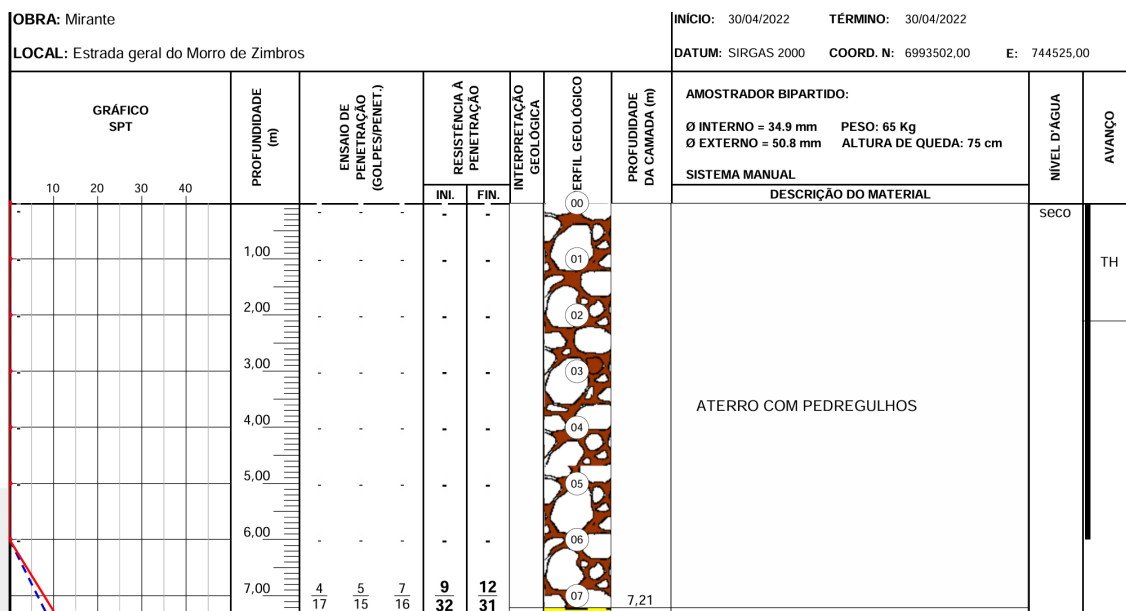 OBRA: Mirante
INÍCIO: 30/04/2022 TÉRMINO: 30/04/2022
LOCAL: Estrada geral do Morro de Zimbros
DATUM: SIRGAS 2000 COORD. N: 6993502,00 E: 744525,00
GRÁFICO
SPT
10 20 30 40
PROFUNDIDADE
(m)
ENSAIO DE
PENETRAÇÃO
(GOLPES/PENET.)
RESISTÊNCIA À
PENETRAÇÃO
INI. FIN.
INTERPRETAÇÃO
GEOLÓGICA
ERFIL GEOLÓGICO
PROFUDIDADE
DA CAMADA (m)
AMOSTRADOR BIPARTIDO:
Ø INTERNO = 34.9 mm PESO: 65 Kg
Ø EXTERNO = 50.8 mm ALTURA DE QUEDA: 75 cm
SISTEMA MANUAL
DESCRIÇÃO DO MATERIAL
NÍVEL D'ÁGUA
AVANÇO
00
- - - - - -
seco
1,00 - - - - - 01
TH
2,00 - - - - - 02
3,00 - - - - - 03
ATERRO COM PEDREGULHOS
4,00 - - - - - 04
5,00 - - - - - 05
6,00 - - - - - 06
7,00 4/17 5/15 7/16 9/32 12/31 07 7,21